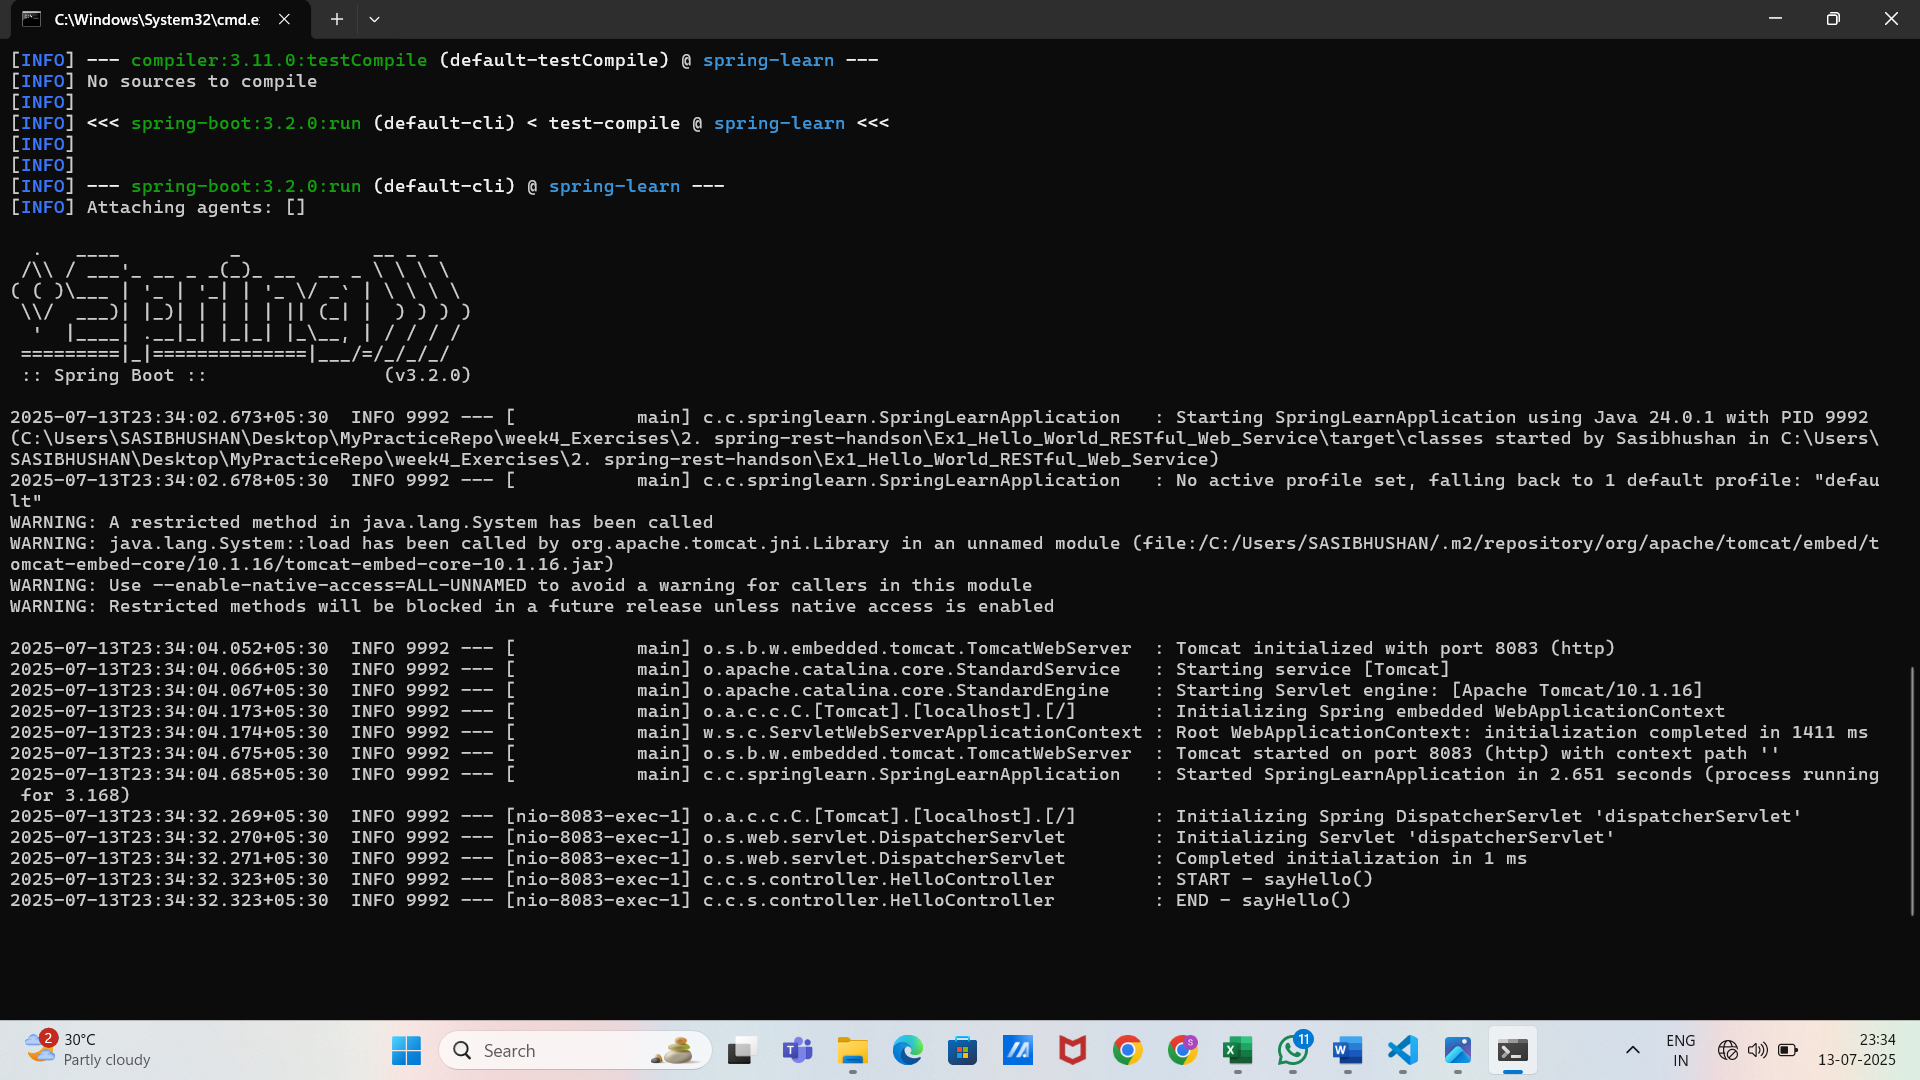 C:\Windows\System32\cmd.e
[INFO] --- compiler:3.11.0:testCompile (default-testCompile) @ spring-learn ---
[INFO] No sources to compile
[INFO]
[INFO] <<< spring-boot:3.2.0:run (default-cli) < test-compile @ spring-learn <<<
[INFO]
[INFO]
[INFO] --- spring-boot:3.2.0:run (default-cli) @ spring-learn ---
[INFO] Attaching agents: []
  .   ____          _            __ _ _
 /\\ / ___'_ __ _ _(_)_ __  __ _ \ \ \ \
( ( )\___ | '_ | '_| | '_ \/ _` | \ \ \ \
 \\/  ___)| |_)| | | | | || (_| |  ) ) ) )
  '  |____| .__|_| |_|_| |_\__, | / / / /
 =========|_|==============|___/=/_/_/_/
 :: Spring Boot ::                (v3.2.0)
2025-07-13T23:34:02.673+05:30  INFO 9992 --- [           main] c.c.springlearn.SpringLearnApplication   : Starting SpringLearnApplication using Java 24.0.1 with PID 9992
(C:\Users\SASIBHUSHAN\Desktop\MyPracticeRepo\week4_Exercises\2. spring-rest-handson\Ex1_Hello_World_RESTful_Web_Service\target\classes started by Sasibhushan in C:\Users\
SASIBHUSHAN\Desktop\MyPracticeRepo\week4_Exercises\2. spring-rest-handson\Ex1_Hello_World_RESTful_Web_Service)
2025-07-13T23:34:02.678+05:30  INFO 9992 --- [           main] c.c.springlearn.SpringLearnApplication   : No active profile set, falling back to 1 default profile: "defau
lt"
WARNING: A restricted method in java.lang.System has been called
WARNING: java.lang.System::load has been called by org.apache.tomcat.jni.Library in an unnamed module (file:/C:/Users/SASIBHUSHAN/.m2/repository/org/apache/tomcat/embed/t
omcat-embed-core/10.1.16/tomcat-embed-core-10.1.16.jar)
WARNING: Use --enable-native-access=ALL-UNNAMED to avoid a warning for callers in this module
WARNING: Restricted methods will be blocked in a future release unless native access is enabled
2025-07-13T23:34:04.052+05:30  INFO 9992 --- [           main] o.s.b.w.embedded.tomcat.TomcatWebServer  : Tomcat initialized with port 8083 (http)
2025-07-13T23:34:04.066+05:30  INFO 9992 --- [           main] o.apache.catalina.core.StandardService   : Starting service [Tomcat]
2025-07-13T23:34:04.067+05:30  INFO 9992 --- [           main] o.apache.catalina.core.StandardEngine    : Starting Servlet engine: [Apache Tomcat/10.1.16]
2025-07-13T23:34:04.173+05:30  INFO 9992 --- [           main] o.a.c.c.C.[Tomcat].[localhost].[/]       : Initializing Spring embedded WebApplicationContext
2025-07-13T23:34:04.174+05:30  INFO 9992 --- [           main] w.s.c.ServletWebServerApplicationContext : Root WebApplicationContext: initialization completed in 1411 ms
2025-07-13T23:34:04.675+05:30  INFO 9992 --- [           main] o.s.b.w.embedded.tomcat.TomcatWebServer  : Tomcat started on port 8083 (http) with context path ''
2025-07-13T23:34:04.685+05:30  INFO 9992 --- [           main] c.c.springlearn.SpringLearnApplication   : Started SpringLearnApplication in 2.651 seconds (process running
 for 3.168)
2025-07-13T23:34:32.269+05:30  INFO 9992 --- [nio-8083-exec-1] o.a.c.c.C.[Tomcat].[localhost].[/]       : Initializing Spring DispatcherServlet 'dispatcherServlet'
2025-07-13T23:34:32.270+05:30  INFO 9992 --- [nio-8083-exec-1] o.s.web.servlet.DispatcherServlet        : Initializing Servlet 'dispatcherServlet'
2025-07-13T23:34:32.271+05:30  INFO 9992 --- [nio-8083-exec-1] o.s.web.servlet.DispatcherServlet        : Completed initialization in 1 ms
2025-07-13T23:34:32.323+05:30  INFO 9992 --- [nio-8083-exec-1] c.c.s.controller.HelloController         : START - sayHello()
2025-07-13T23:34:32.323+05:30  INFO 9992 --- [nio-8083-exec-1] c.c.s.controller.HelloController         : END - sayHello()
2
30°C
Partly cloudy
Search
11
ENG
IN
23:34
13-07-2025